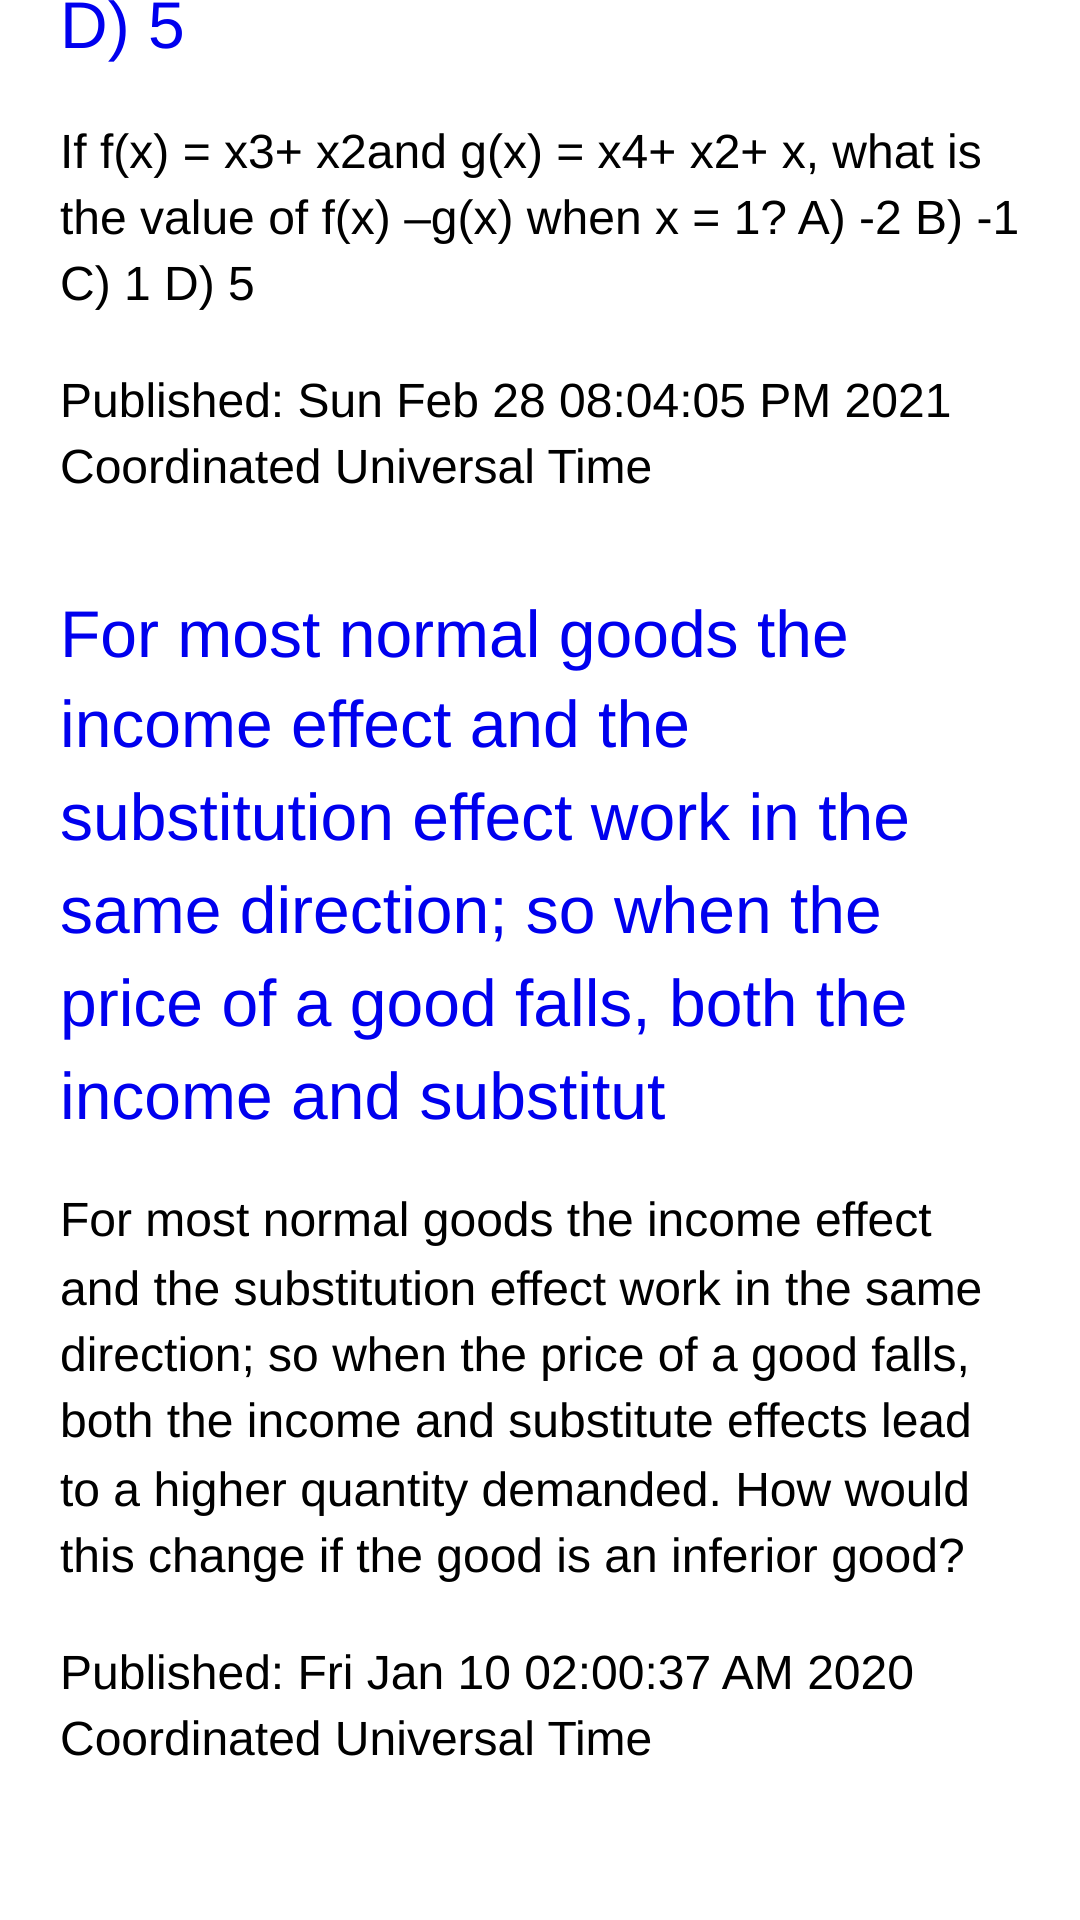 D) 5
If f(x) = x3+ x2and g(x) = x4+ x2+ x, what is
the value of f(x) –g(x) when x = 1? A) -2 B) -1
C) 1 D) 5
Published: Sun Feb 28 08:04:05 PM 2021
Coordinated Universal Time
For most normal goods the
income effect and the
substitution effect work in the
same direction; so when the
price of a good falls, both the
income and substitut
For most normal goods the income effect
and the substitution effect work in the same
direction; so when the price of a good falls,
both the income and substitute effects lead
to a higher quantity demanded. How would
this change if the good is an inferior good?
Published: Fri Jan 10 02:00:37 AM 2020
Coordinated Universal Time